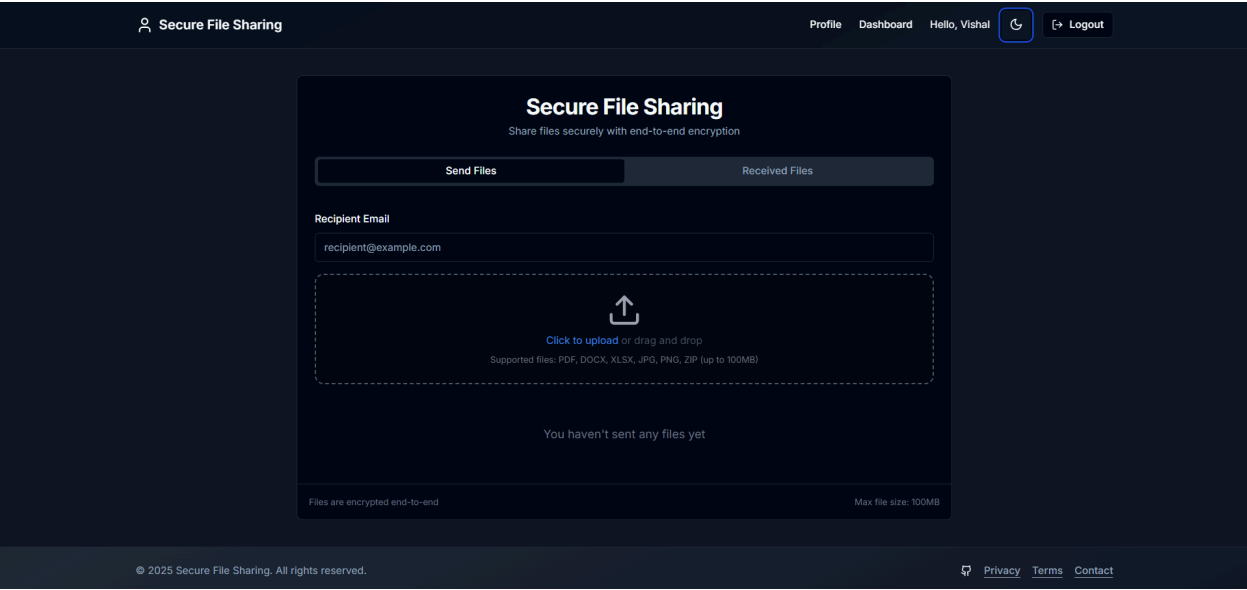 Secure File Sharing
Profile Dashboard Hello, Vishal Logout
Secure File Sharing
Share files securely with end-to-end encryption
Send Files Received Files
Recipient Email
recipient@example.com
Click to upload or drag and drop
Supported files: PDF, DOCX, XLSX, JPG, PNG, ZIP (up to 100MB)
You haven't sent any files yet
Files are encrypted end-to-end Max file size: 100MB
© 2025 Secure File Sharing. All rights reserved. Privacy Terms Contact